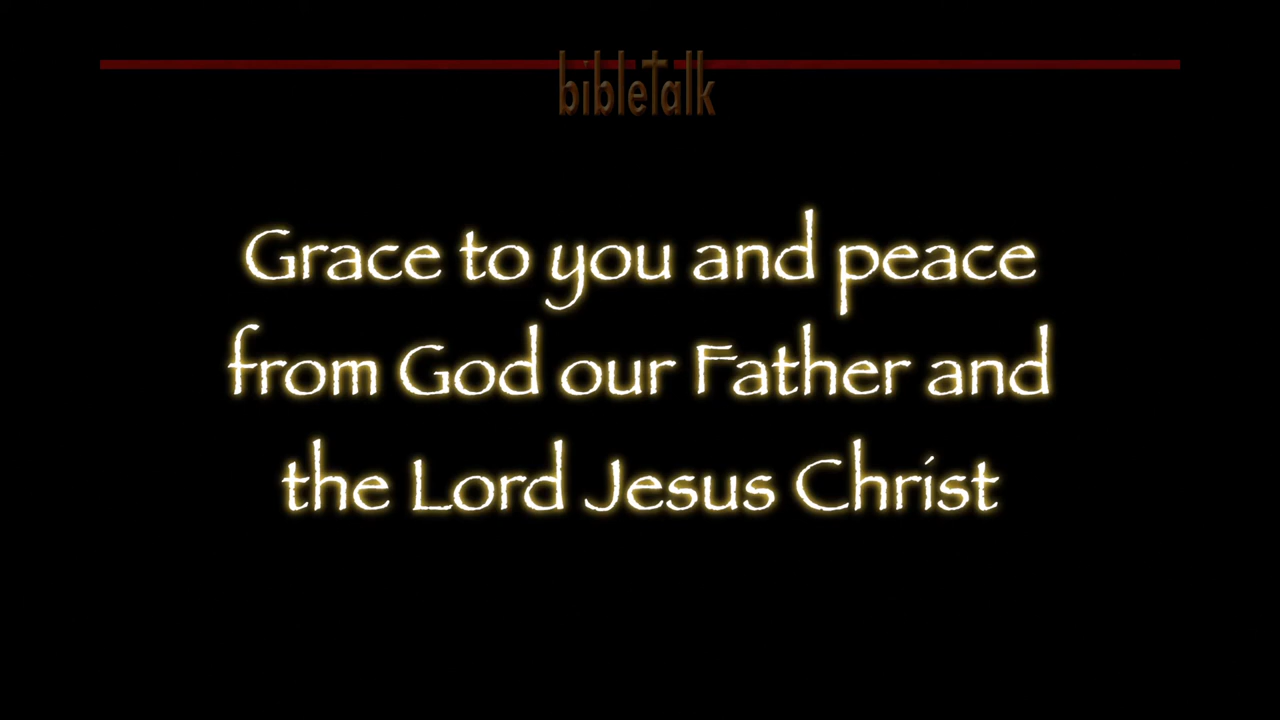 bibleTalk
Grace to you and peace
from God our Father and
the Lord Jesus Christ